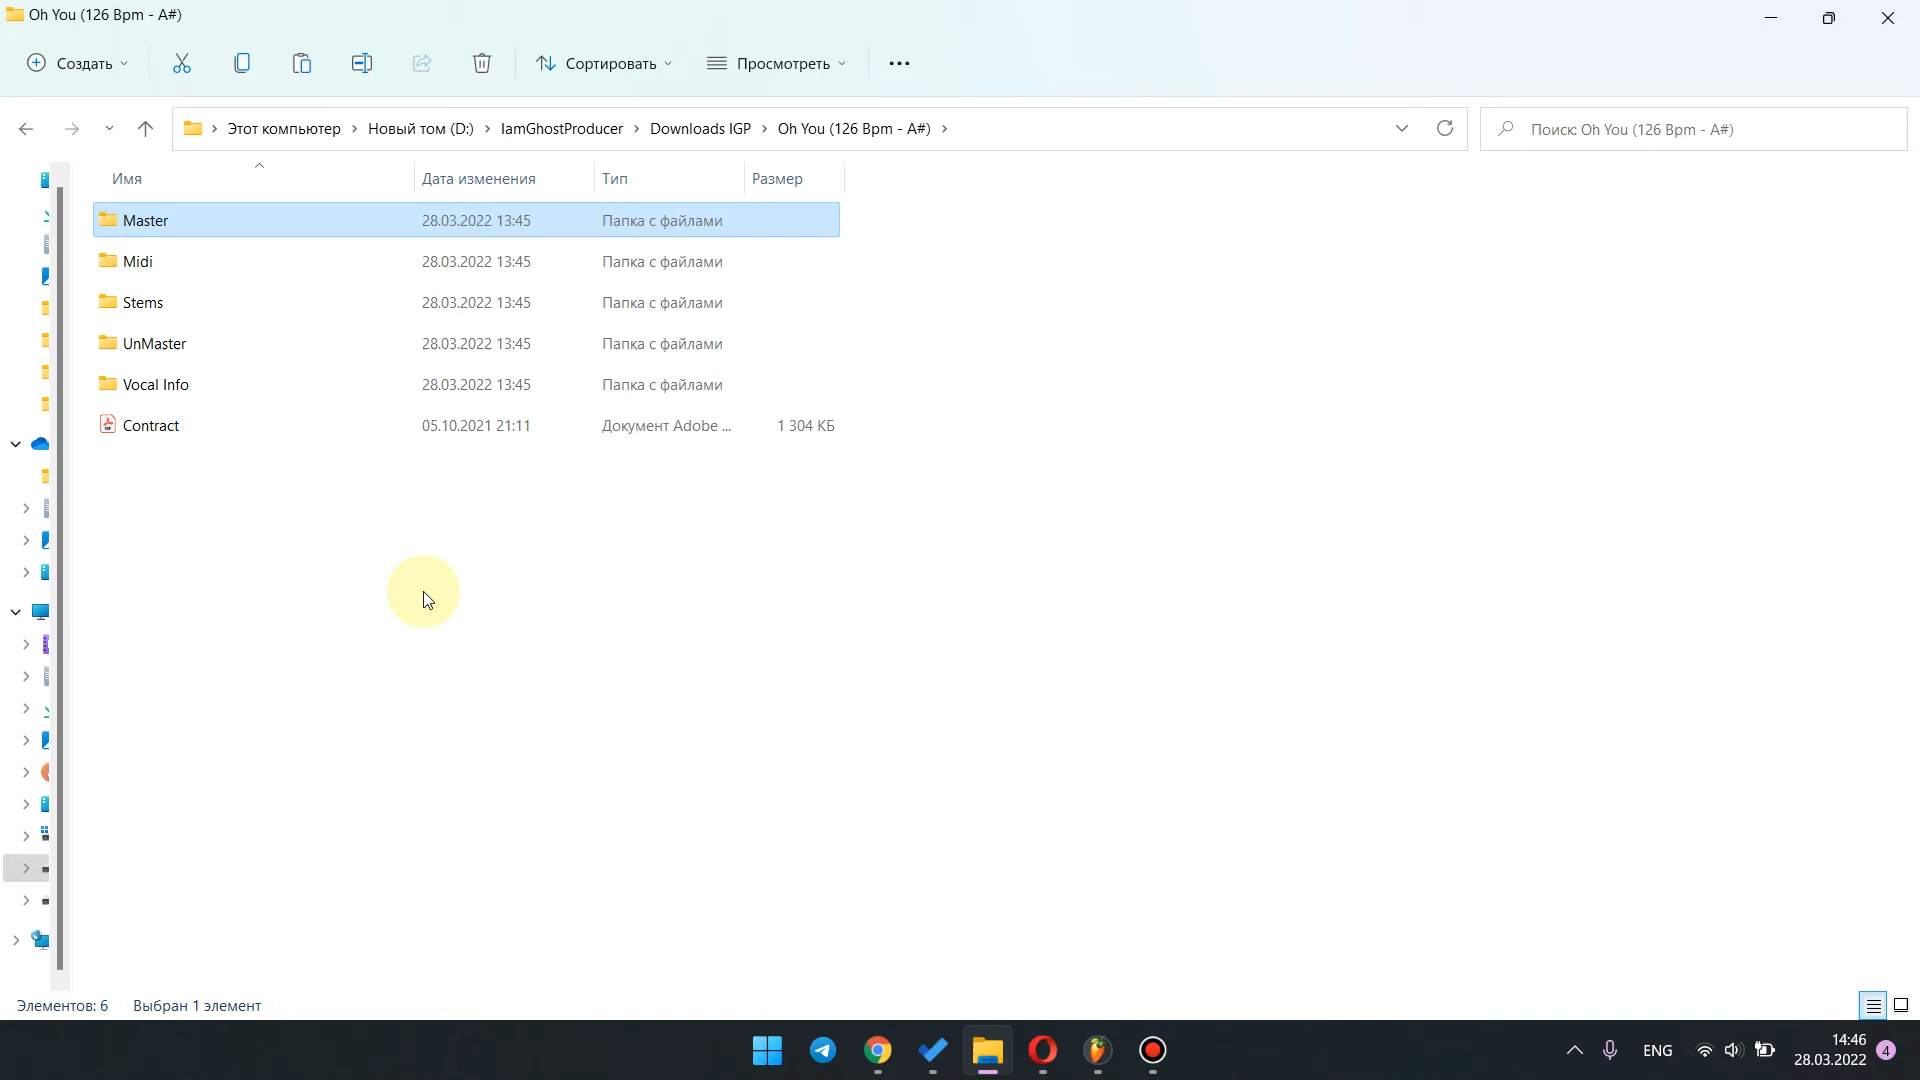 Oh You (126 Bpm - A#)
Создать
Сортировать
Просмотреть
Этот компьютер > Новый том (D:) > IamGhostProducer > Downloads IGP > Oh You (126 Bpm - A#) >
Поиск: Oh You (126 Bpm - A#)
Имя Дата изменения Тип Размер
Master 28.03.2022 13:45 Папка с файлами
Midi 28.03.2022 13:45 Папка с файлами
Stems 28.03.2022 13:45 Папка с файлами
UnMaster 28.03.2022 13:45 Папка с файлами
Vocal Info 28.03.2022 13:45 Папка с файлами
Contract 05.10.2021 21:11 Документ Adobe ... 1 304 КБ
Элементов: 6 Выбран 1 элемент
ENG
14:46
28.03.2022
4